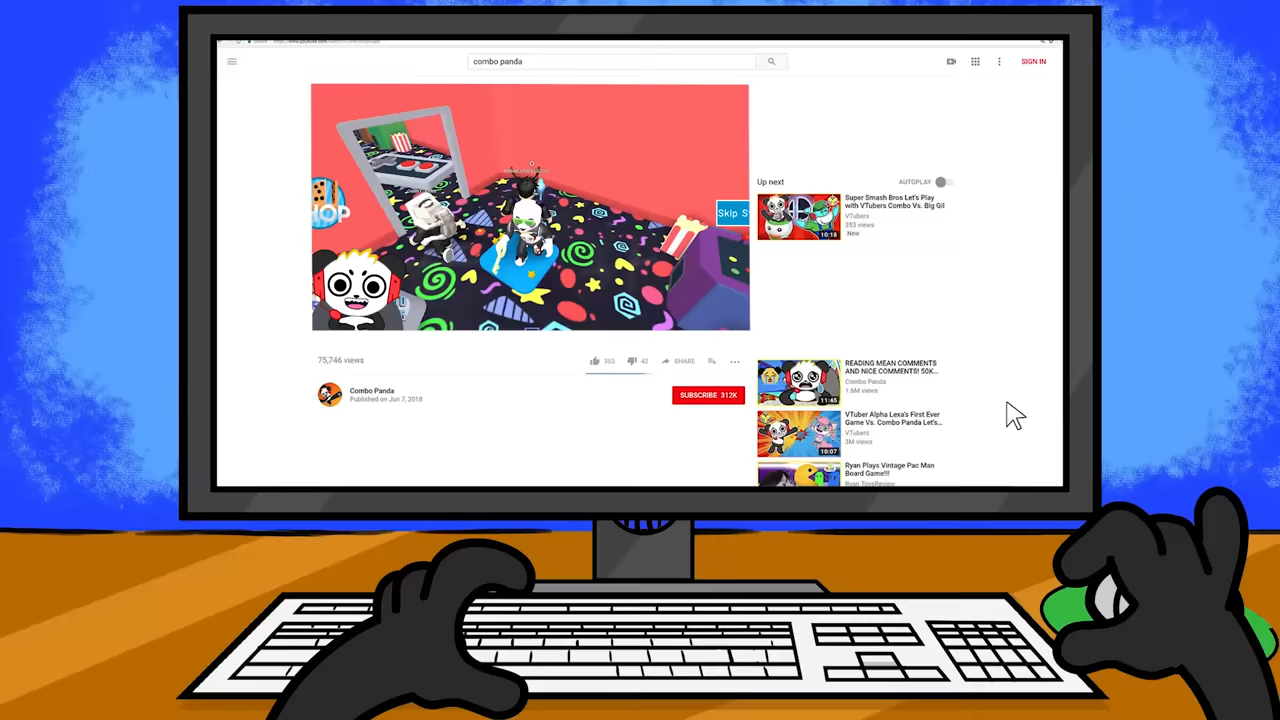 combo panda
SIGN IN
HOP
Skip S
Up next
AUTOPLAY
Super Smash Bros Let's Play
with VTubers Combo Vs. Big Gil
VTubers
353 views
New
10:18
75,746 views
353
42
SHARE
Combo Panda
Published on Jun 7, 2018
SUBSCRIBE 312K
READING MEAN COMMENTS
AND NICE COMMENTS! 50K...
Combo Panda
1.6M views
11:45
VTuber Alpha Lexa's First Ever
Game Vs. Combo Panda Let's...
VTubers
3M views
10:07
Ryan Plays Vintage Pac Man
Board Game!!!
Ryan ToysReview